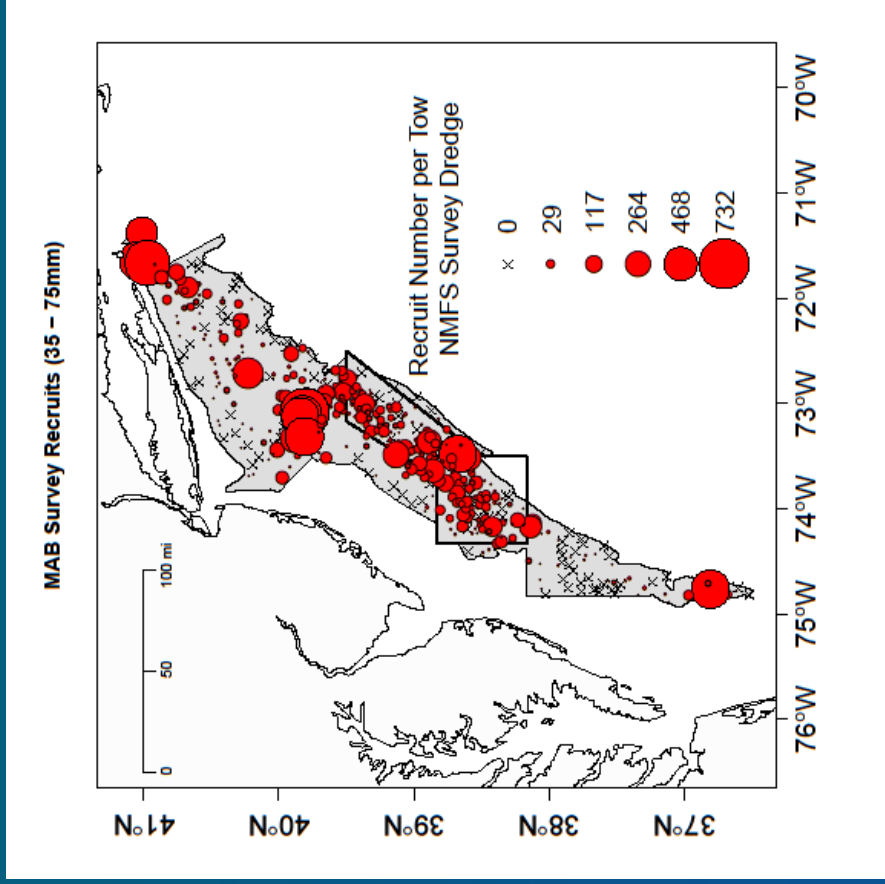 MAB Survey Recruits (35 – 75mm)
0 50 100 mi
Recruit Number per Tow
NMFS Survey Dredge
0
29
117
264
468
732
41°N
40°N
39°N
38°N
37°N
76°W
75°W
74°W
73°W
72°W
71°W
70°W